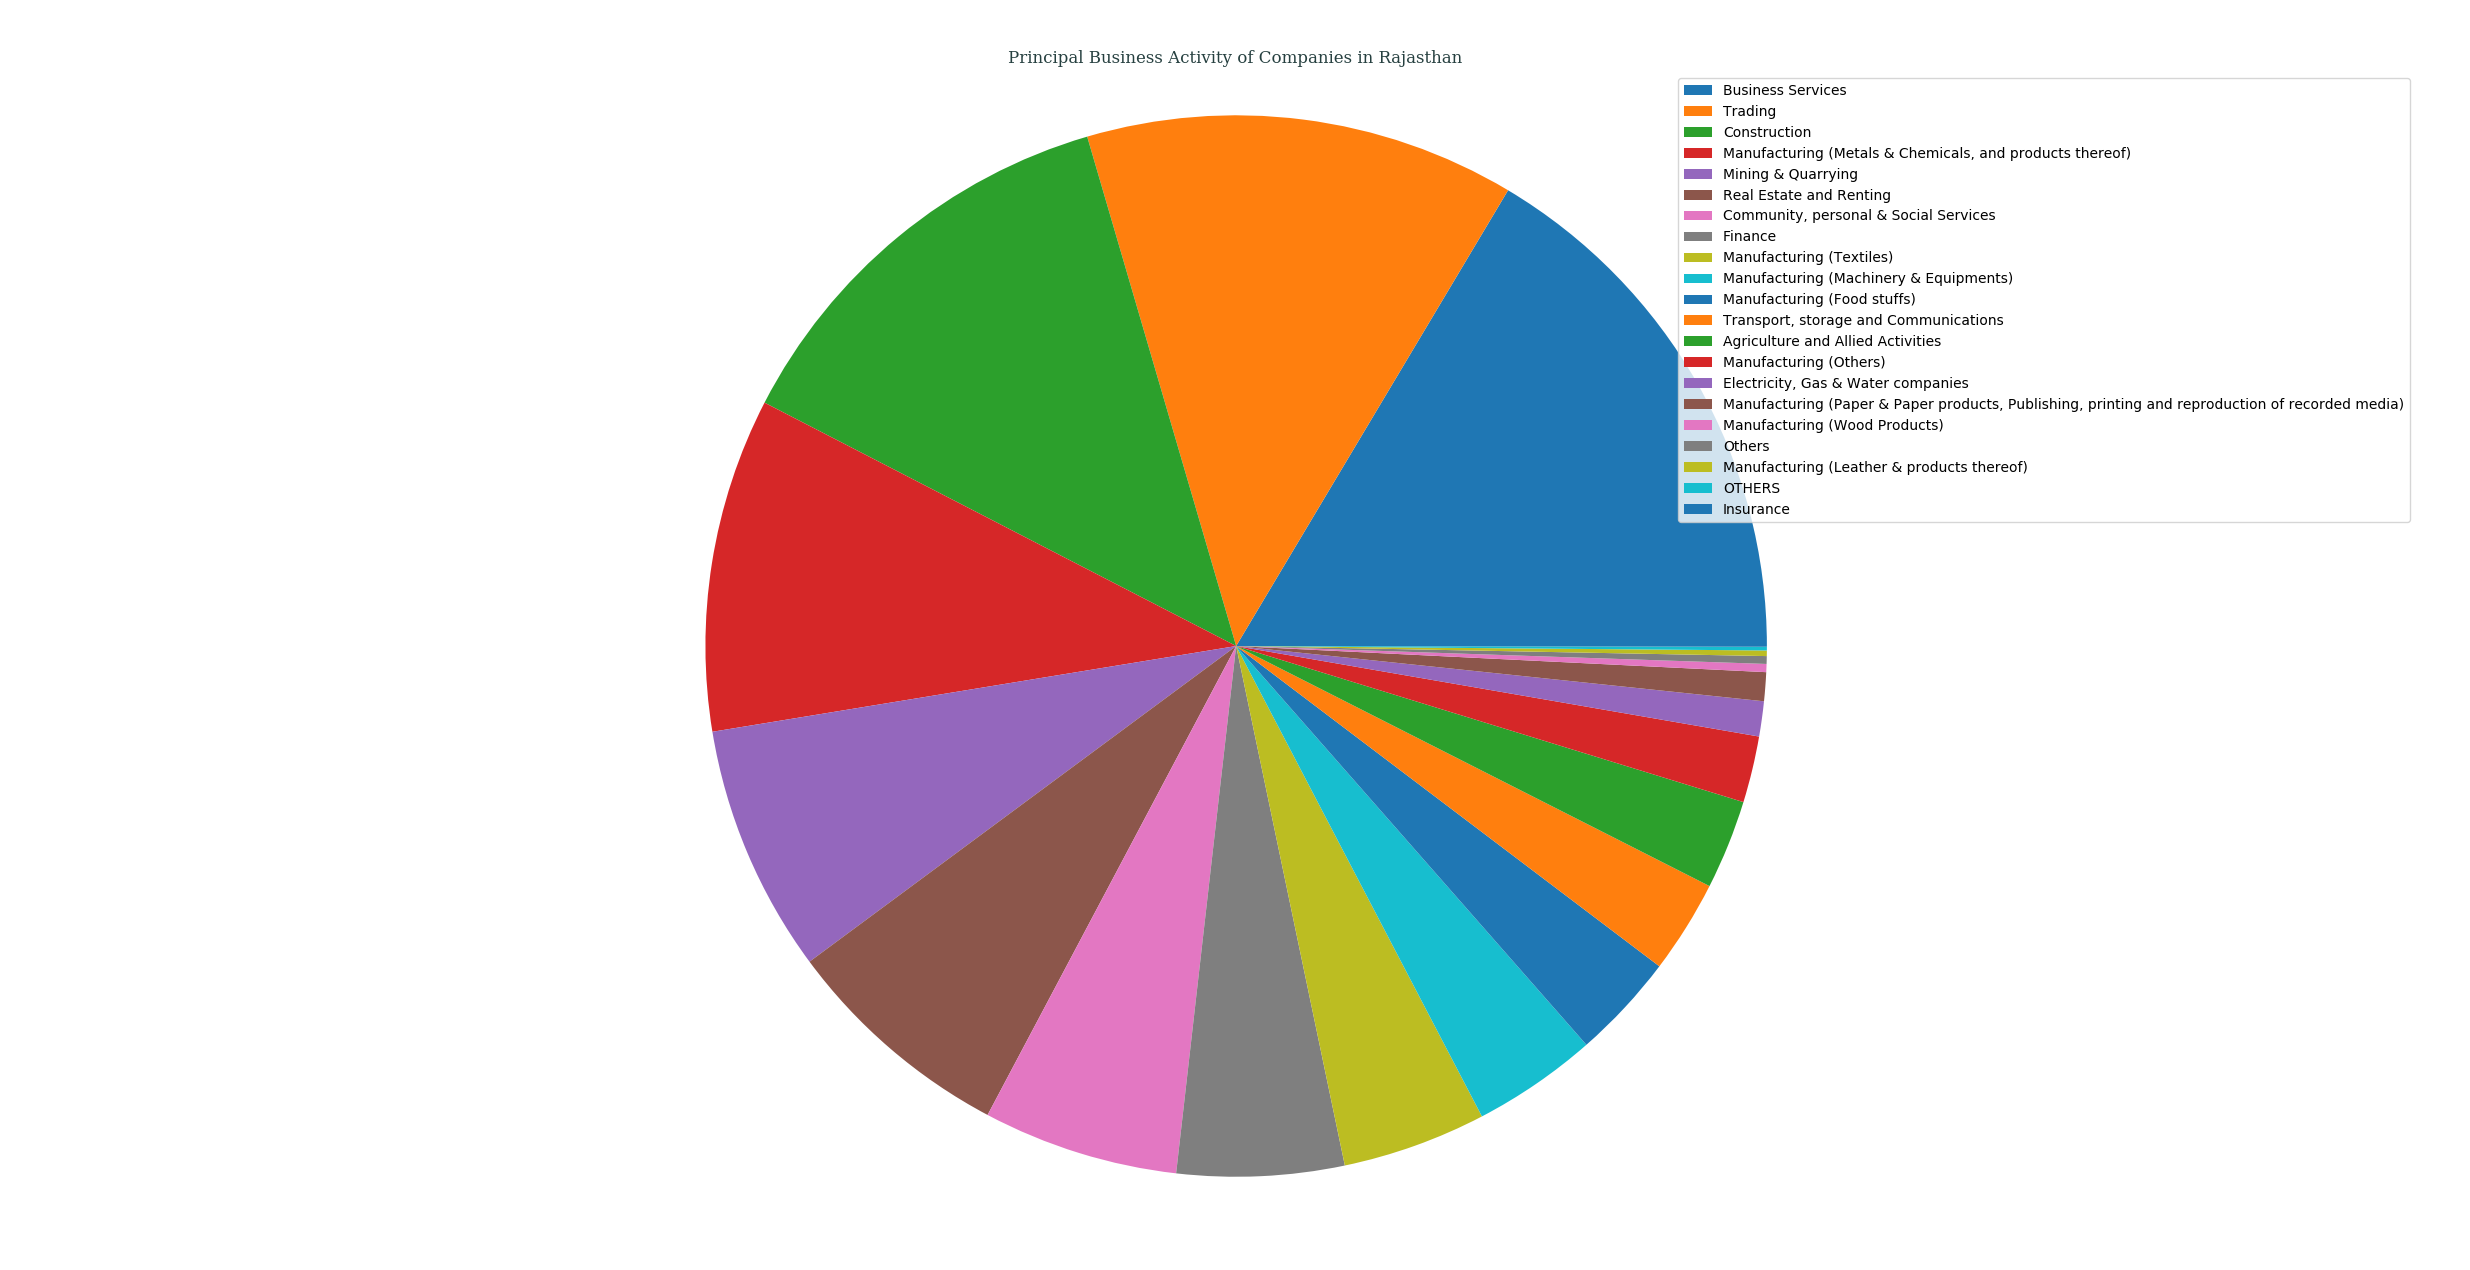 Principal Business Activity of Companies in Rajasthan
Business Services
Trading
Construction
Manufacturing (Metals & Chemicals, and products thereof)
Mining & Quarrying
Real Estate and Renting
Community, personal & Social Services
Finance
Manufacturing (Textiles)
Manufacturing (Machinery & Equipments)
Manufacturing (Food stuffs)
Transport, storage and Communications
Agriculture and Allied Activities
Manufacturing (Others)
Electricity, Gas & Water companies
Manufacturing (Paper & Paper products, Publishing, printing and reproduction of recorded media)
Manufacturing (Wood Products)
Others
Manufacturing (Leather & products thereof)
OTHERS
Insurance